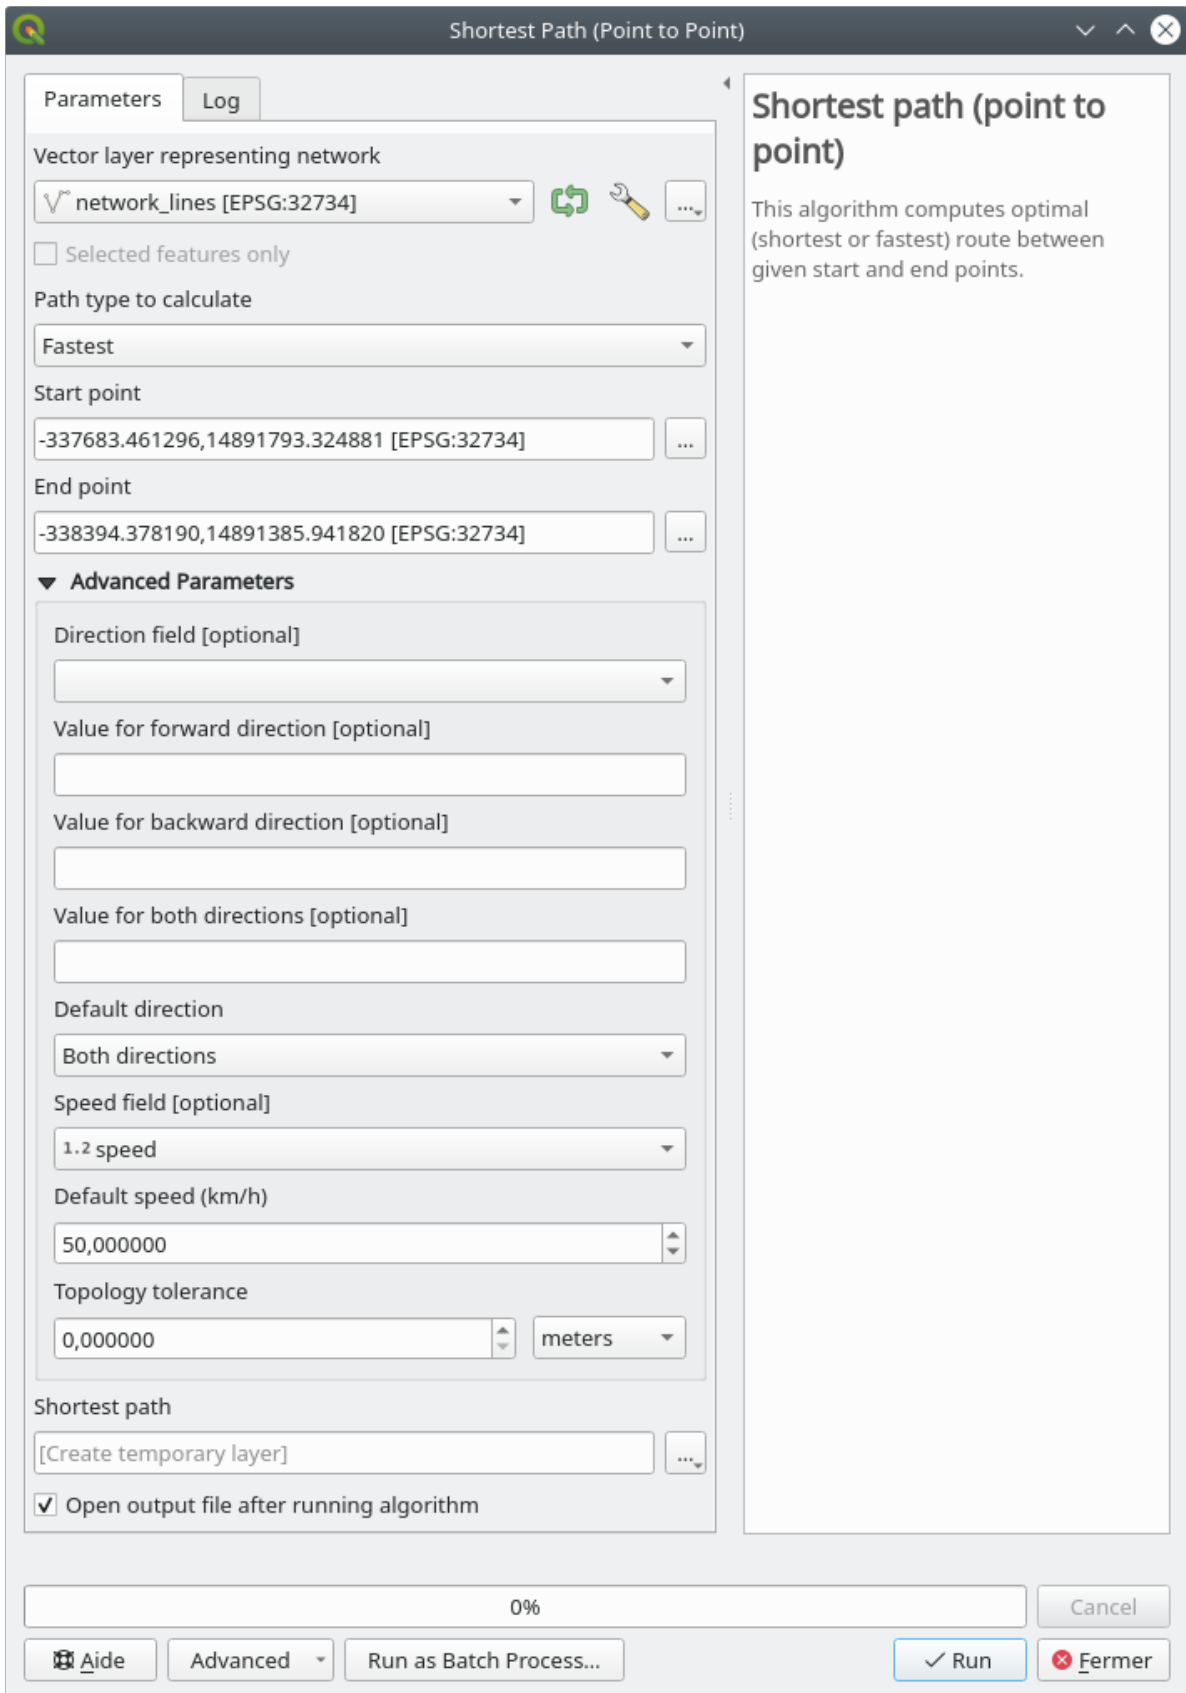 Shortest Path (Point to Point)
Parameters
Log
Vector layer representing network
network_lines [EPSG:32734]
...
Selected features only
Path type to calculate
Fastest
Start point
-337683.461296,14891793.324881 [EPSG:32734]
...
End point
-338394.378190,14891385.941820 [EPSG:32734]
...
Advanced Parameters
Direction field [optional]
Value for forward direction [optional]
Value for backward direction [optional]
Value for both directions [optional]
Default direction
Both directions
Speed field [optional]
1.2 speed
Default speed (km/h)
50,000000
Topology tolerance
0,000000
meters
Shortest path
[Create temporary layer]
...
Open output file after running algorithm
Shortest path (point to
point)
This algorithm computes optimal
(shortest or fastest) route between
given start and end points.
0%
Cancel
Aide
Advanced
Run as Batch Process...
Run
Fermer